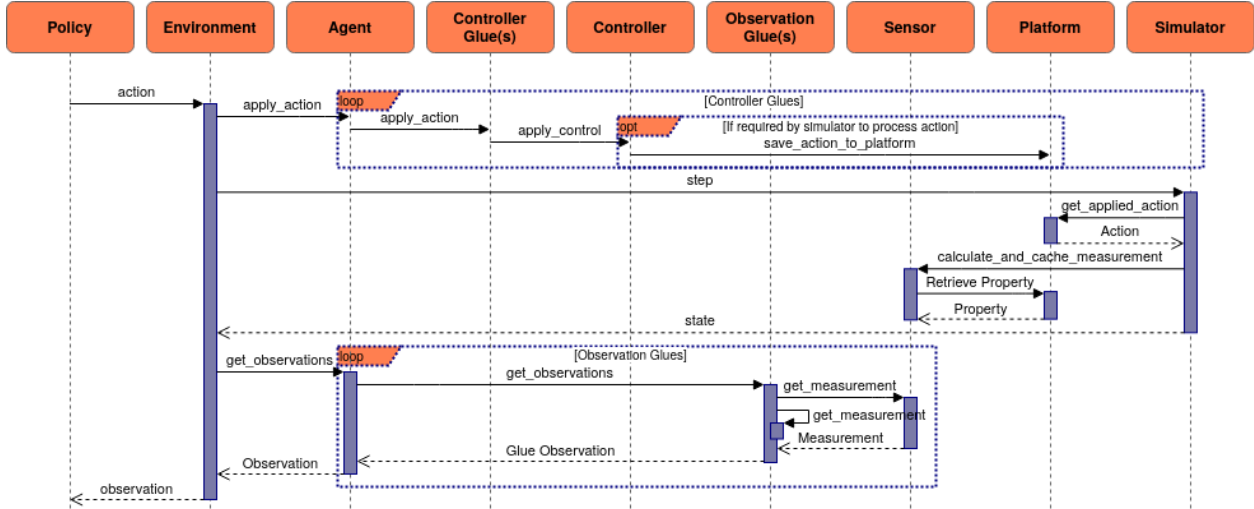 Policy
Environment
Agent
Controller
Glue(s)
Controller
Observation
Glue(s)
Sensor
Platform
Simulator
action
apply_action
loop
[Controller Glues]
apply_action
apply_control
opt
[If required by simulator to process action]
save_action_to_platform
step
get_applied_action
Action
calculate_and_cache_measurement
Retrieve Property
Property
state
get_observations
loop
[Observation Glues]
get_observations
get_measurement
get_measurement
Measurement
Glue Observation
Observation
observation